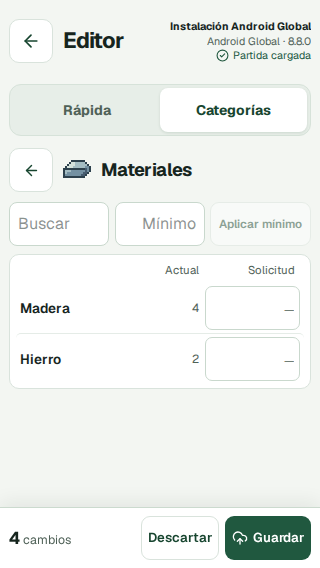 Editor
Instalación Android Global
Android Global · 8.8.0
Partida cargada
Rápida
Categorías
Materiales
Buscar
Mínimo
Aplicar mínimo
Actual
Solicitud
Madera
4
—
Hierro
2
—
4 cambios
Descartar
Guardar